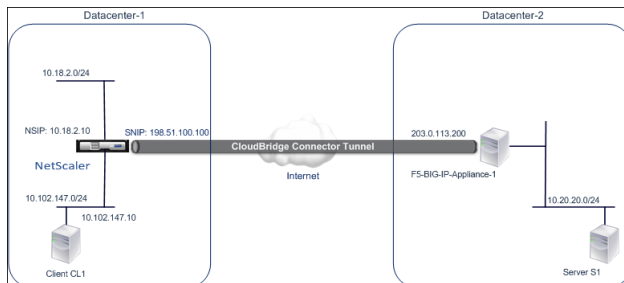 Datacenter-1
Datacenter-2
10.18.2.0/24
NSIP: 10.18.2.10
SNIP: 198.51.100.100
203.0.113.200
CloudBridge Connector Tunnel
NetScaler
Internet
F5-BIG-IP-Appliance-1
10.102.147.0/24
10.20.20.0/24
10.102.147.10
Client CL1
Server S1